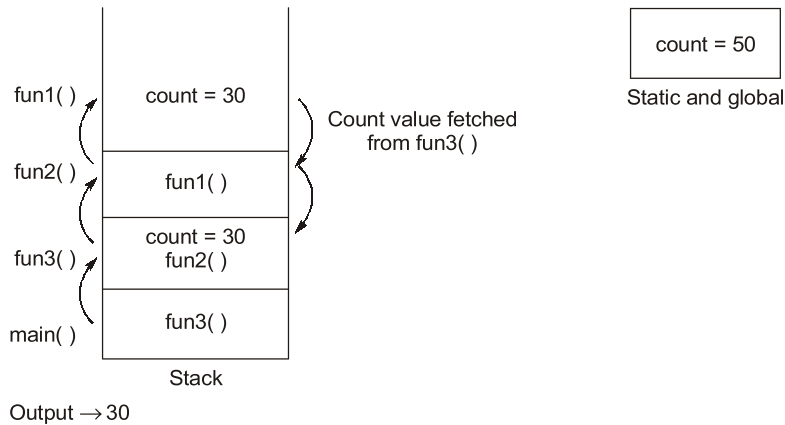 count = 50
Static and global
fun1( )
count = 30
Count value fetched
from fun3( )
fun2( )
fun1( )
count = 30
fun3( )
fun2( )
main( )
fun3( )
Stack
Output → 30